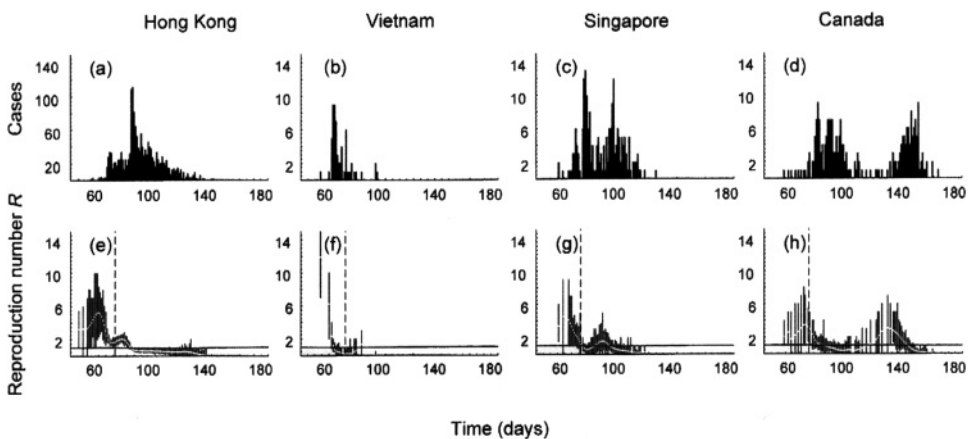 Hong Kong Vietnam Singapore Canada
Cases
(a) (b) (c) (d)
140 14 14 14
100 10 10 10
60 6 6 6
20 2 2 2
60 100 140 180 60 100 140 180 60 100 140 180 60 100 140 180
Reproduction number R
(e) (f) (g) (h)
14 14 14 14
10 10 10 10
6 6 6 6
2 2 2 2
60 100 140 180 60 100 140 180 60 100 140 180 60 100 140 180
Time (days)